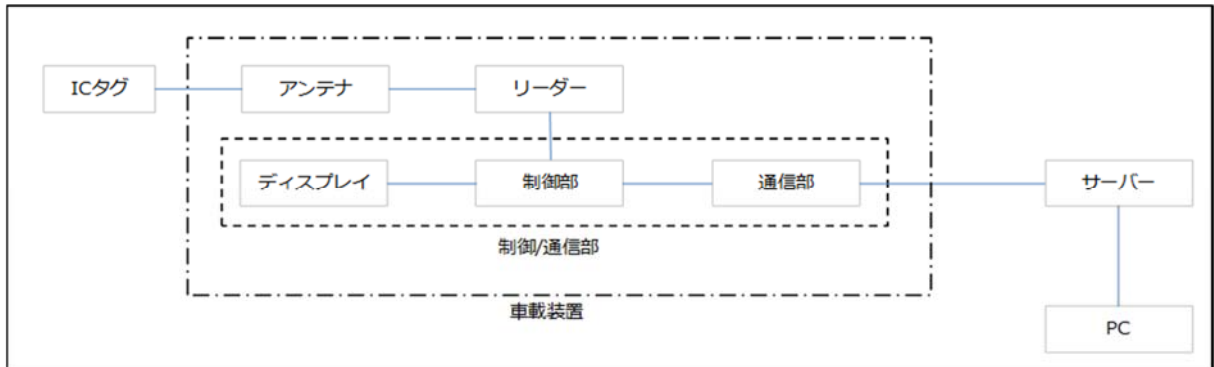 ICタグ
アンテナ
リーダー
ディスプレイ
制御部
通信部
サーバー
制御/通信部
車載装置
PC